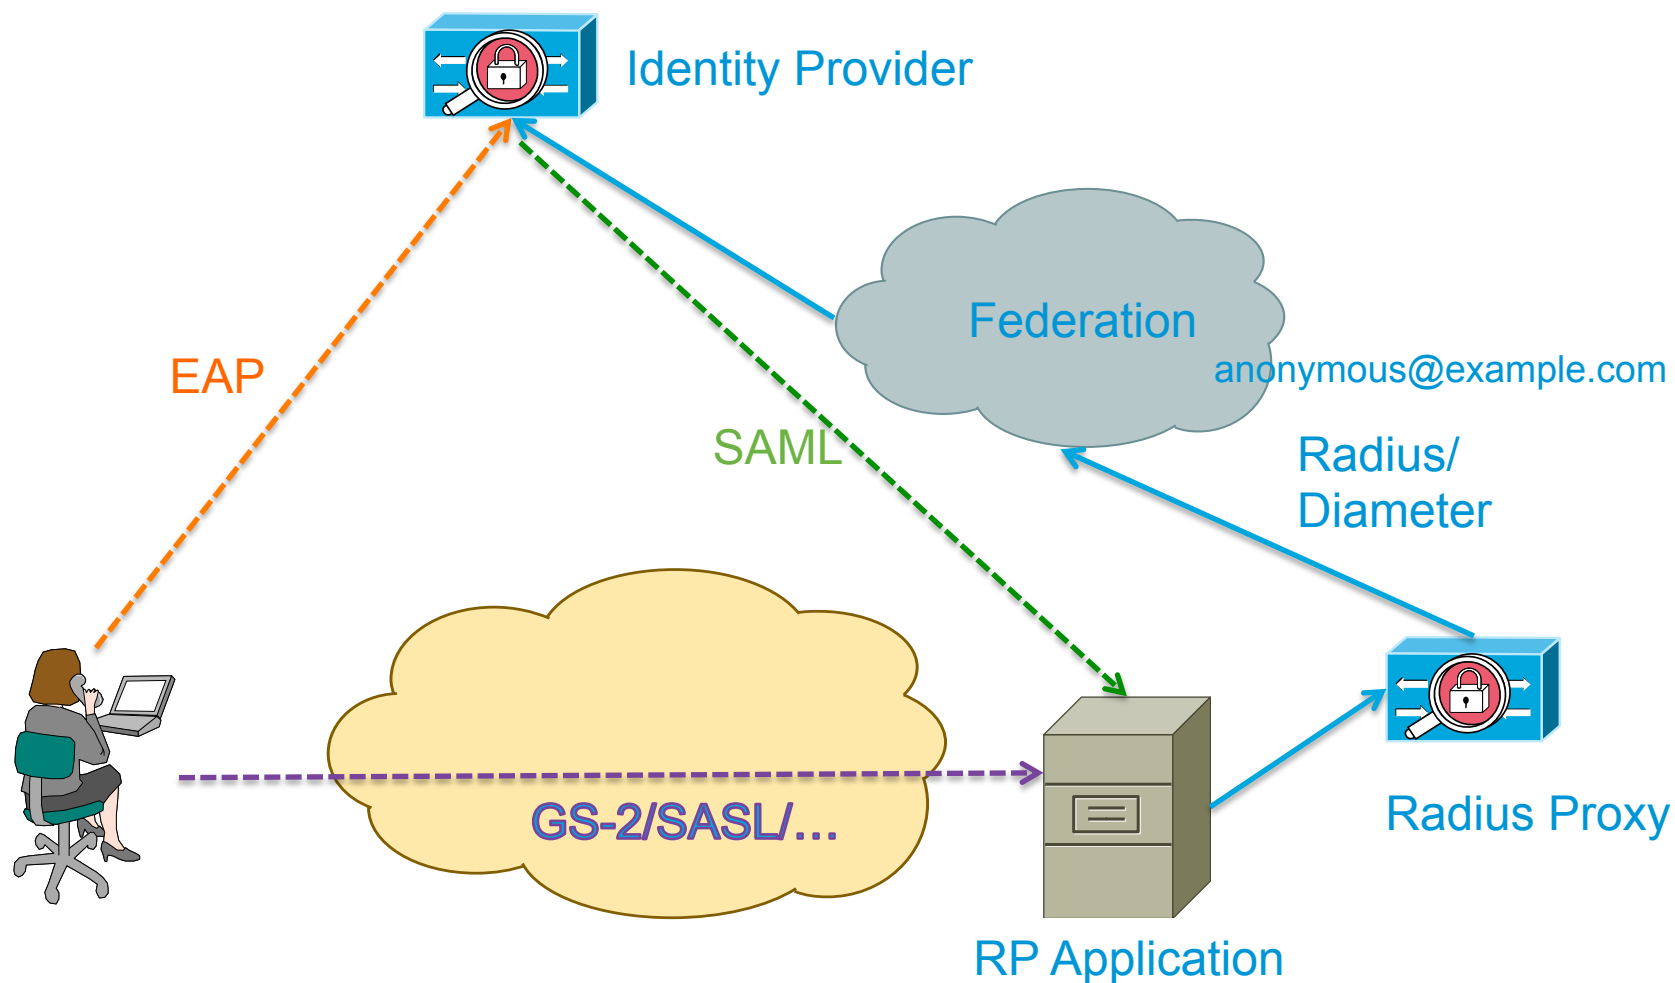 Identity Provider
Federation
anonymous@example.com
EAP
SAML
Radius/
Diameter
GS-2/SASL/…
Radius Proxy
RP Application